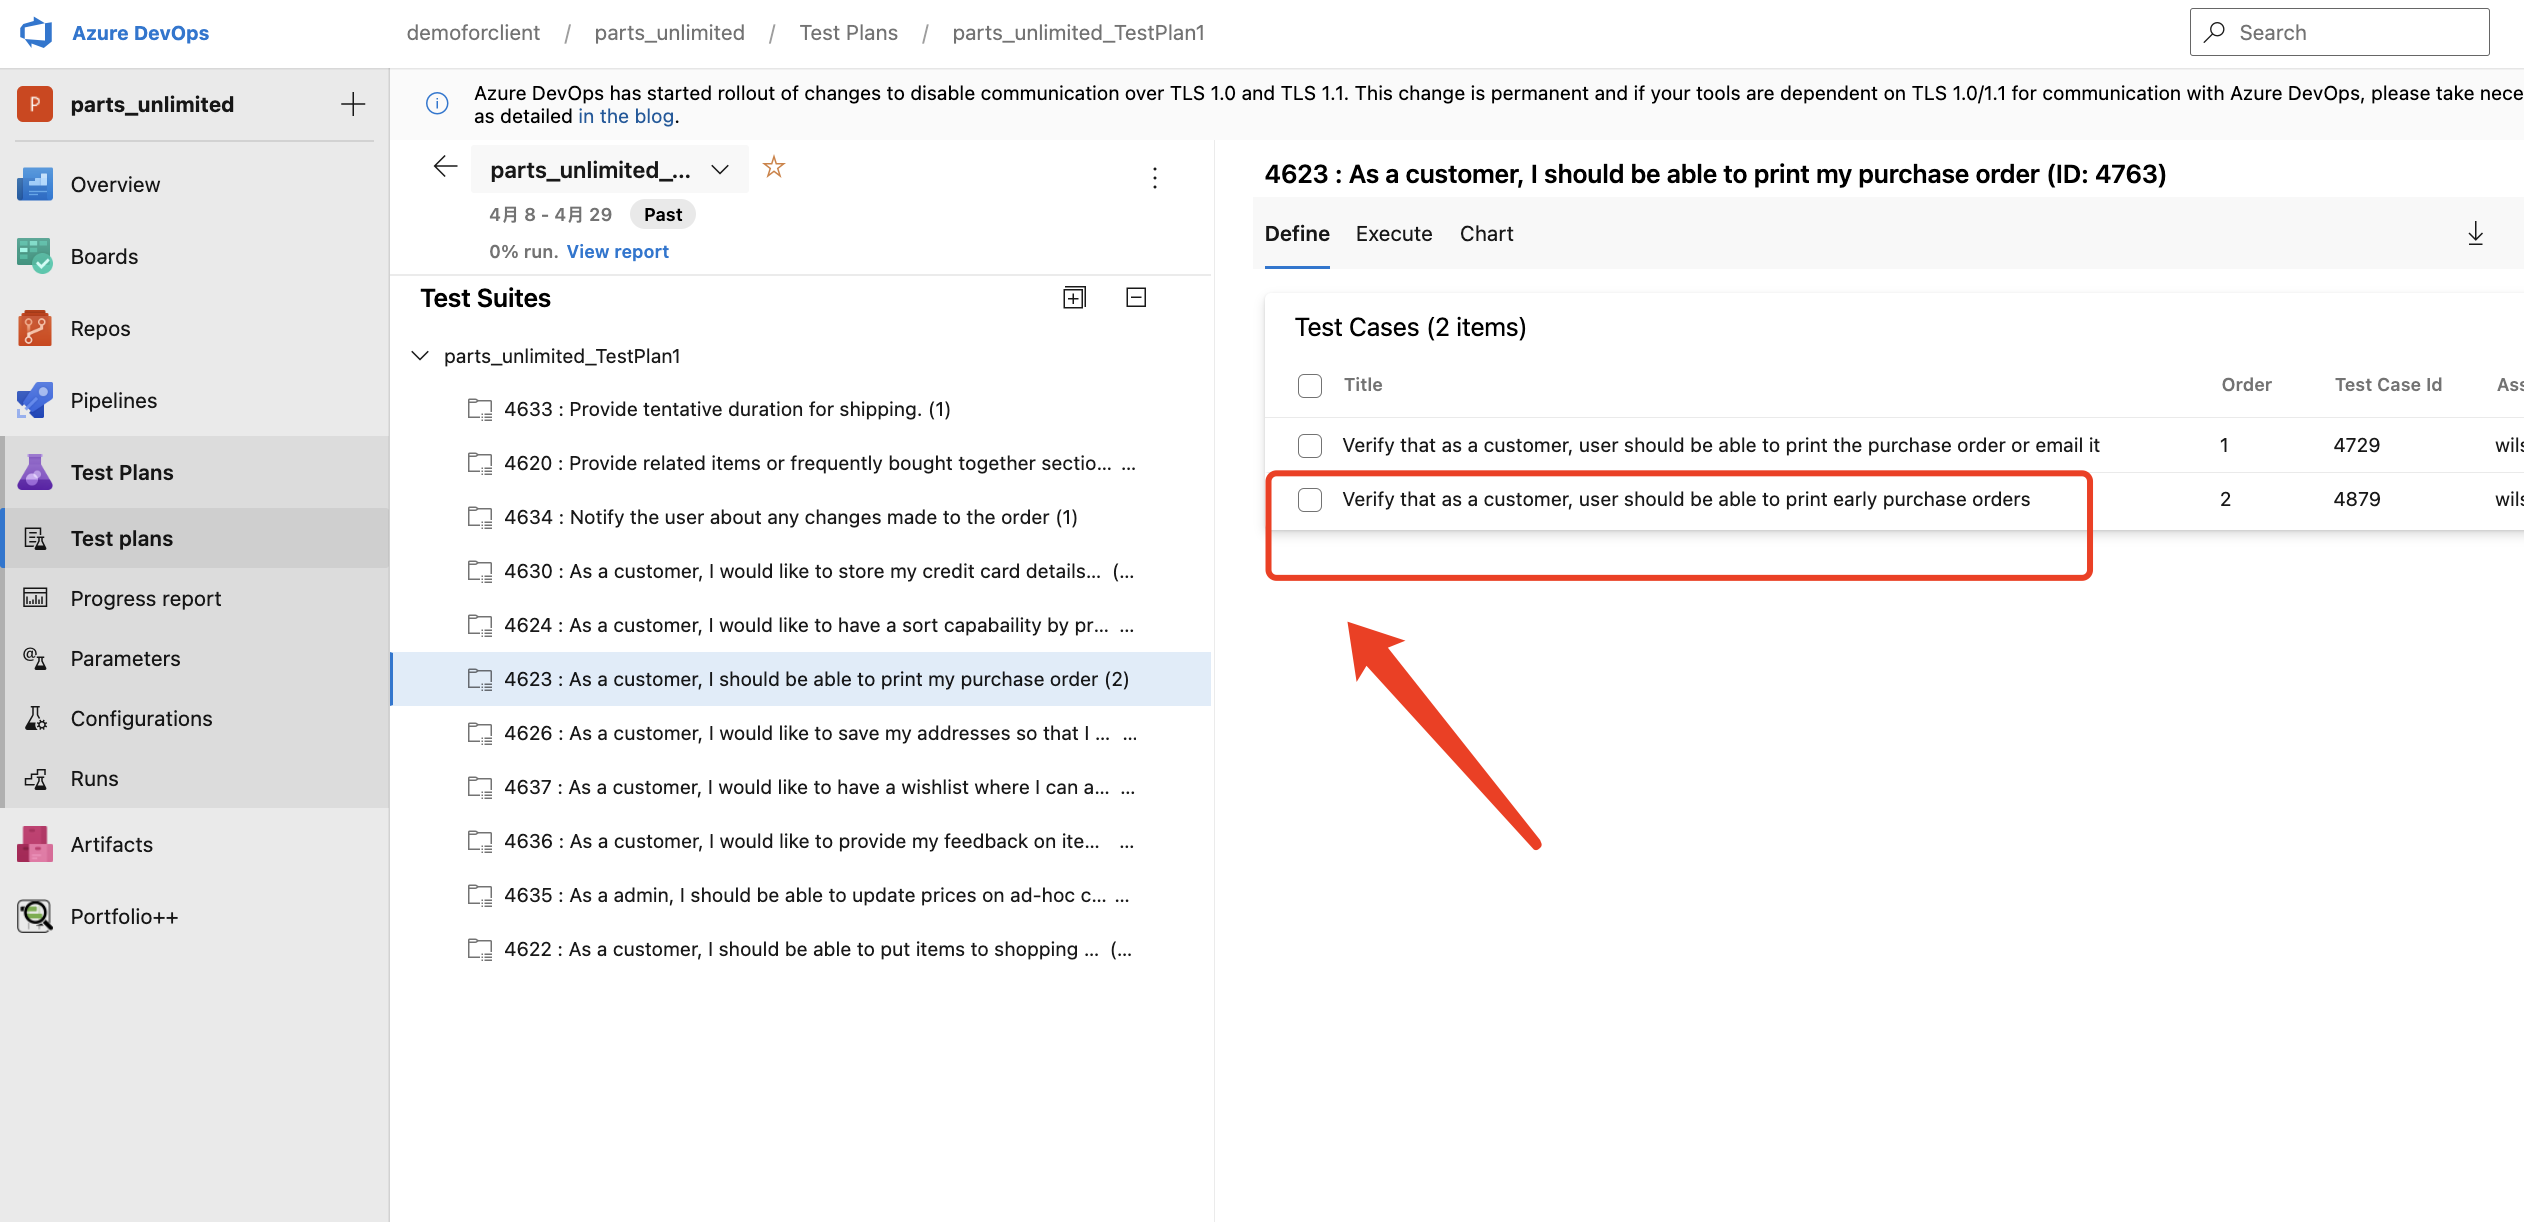 Azure DevOps
demoforclient / parts_unlimited / Test Plans / parts_unlimited_TestPlan1
Search
P parts_unlimited
Overview
Boards
Repos
Pipelines
Test Plans
Test plans
Progress report
Parameters
Configurations
Runs
Artifacts
Portfolio++
Azure DevOps has started rollout of changes to disable communication over TLS 1.0 and TLS 1.1. This change is permanent and if your tools are dependent on TLS 1.0/1.1 for communication with Azure DevOps, please take nece
as detailed in the blog.
parts_unlimited_...
4月 8 - 4月 29 Past
0% run. View report
Test Suites
parts_unlimited_TestPlan1
4633 : Provide tentative duration for shipping. (1)
4620 : Provide related items or frequently bought together sectio... ...
4634 : Notify the user about any changes made to the order (1)
4630 : As a customer, I would like to store my credit card details... (...
4624 : As a customer, I would like to have a sort capabaility by pr... ...
4623 : As a customer, I should be able to print my purchase order (2)
4626 : As a customer, I would like to save my addresses so that I ... ...
4637 : As a customer, I would like to have a wishlist where I can a... ...
4636 : As a customer, I would like to provide my feedback on ite... ...
4635 : As a admin, I should be able to update prices on ad-hoc c... ...
4622 : As a customer, I should be able to put items to shopping ... (...
4623 : As a customer, I should be able to print my purchase order (ID: 4763)
Define Execute Chart
Test Cases (2 items)
Title Order Test Case Id Ass
Verify that as a customer, user should be able to print the purchase order or email it 1 4729 wils
Verify that as a customer, user should be able to print early purchase orders 2 4879 wils